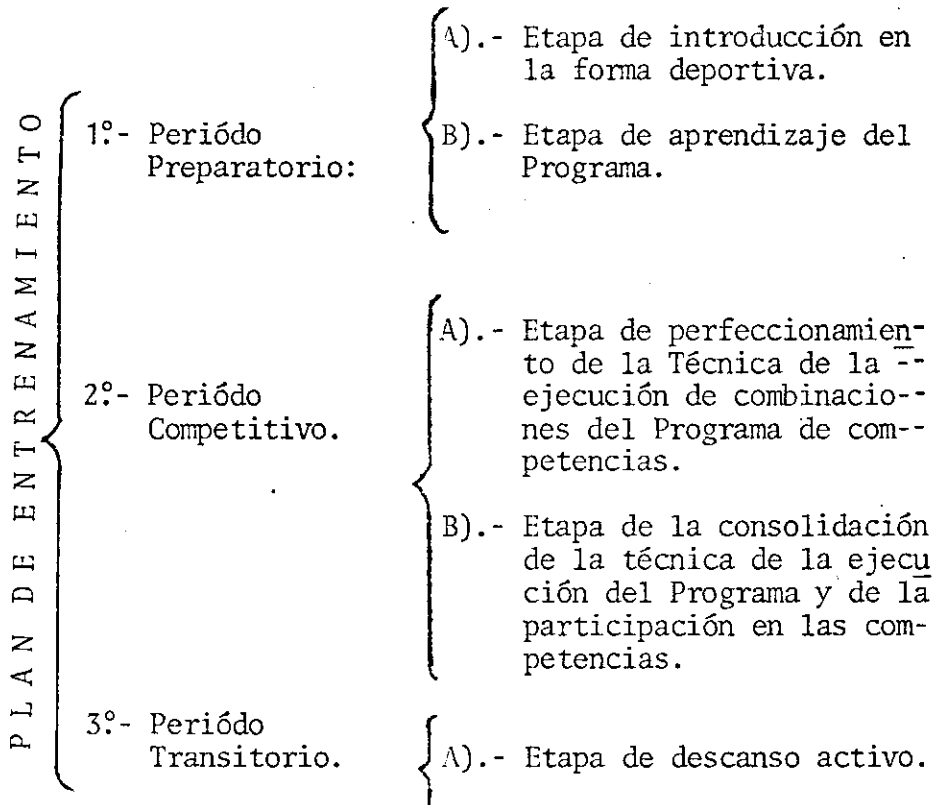 PLAN DE ENTRENAMIENTO
1º.- Periódo
Preparatorio:
A).- Etapa de introducción en
la forma deportiva.
B).- Etapa de aprendizaje del
Programa.
2º.- Periódo
Competitivo.
A).- Etapa de perfeccionamien-
to de la Técnica de la --
ejecución de combinacio--
nes del Programa de com--
petencias.
B).- Etapa de la consolidación
de la técnica de la ejecu
ción del Programa y de la
participación en las com-
petencias.
3º.- Periódo
Transitorio.
A).- Etapa de descanso activo.